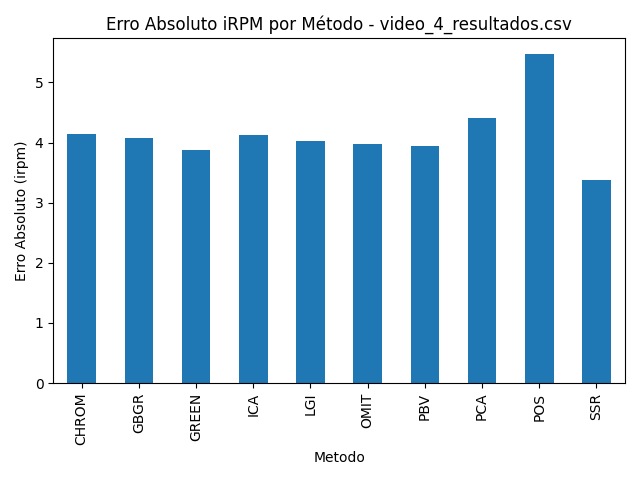 Erro Absoluto iRPM por Método - video_4_resultados.csv
Erro Absoluto (irpm)
5
4
3
2
1
0
CHROM
GBGR
GREEN
ICA
LGI
OMIT
PBV
PCA
POS
SSR
Metodo